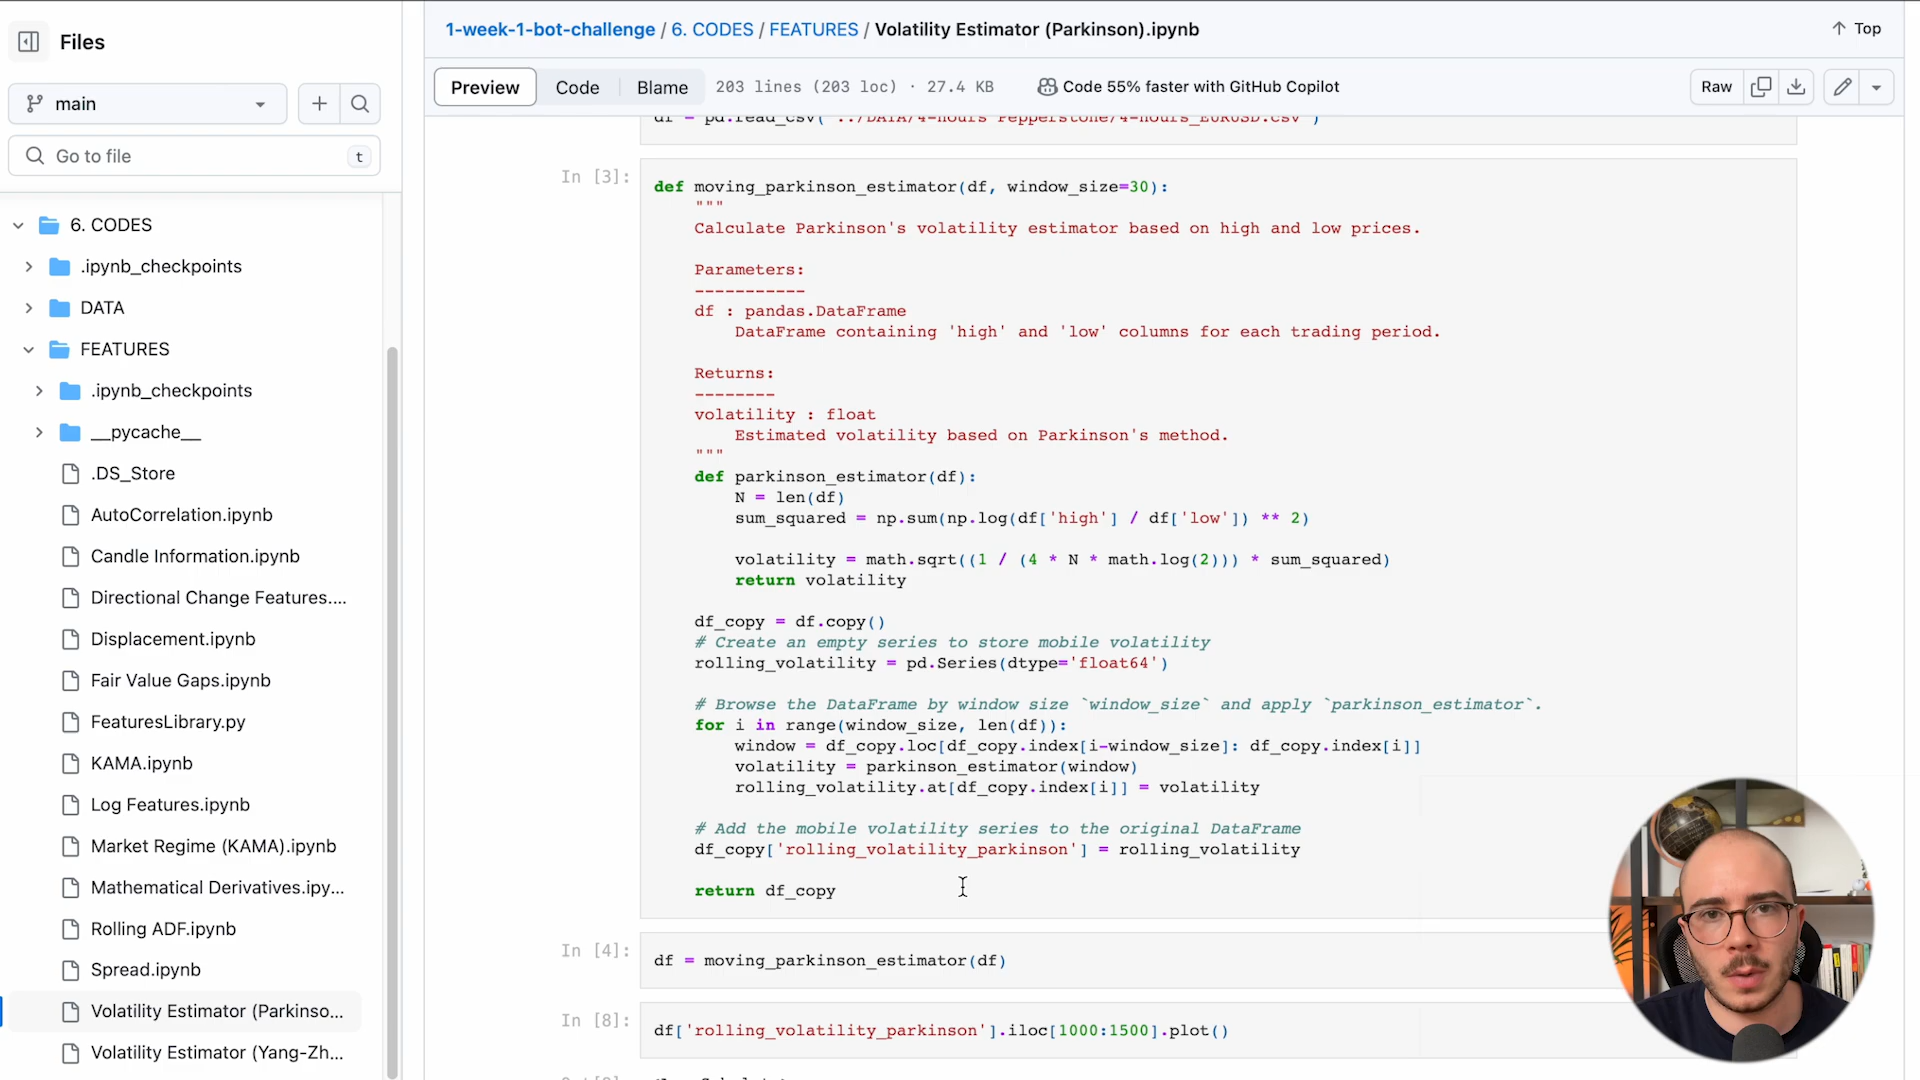 Files
main
Go to file
t
6. CODES
.ipynb_checkpoints
DATA
FEATURES
.ipynb_checkpoints
__pycache__
.DS_Store
AutoCorrelation.ipynb
Candle Information.ipynb
Directional Change Features....
Displacement.ipynb
Fair Value Gaps.ipynb
FeaturesLibrary.py
KAMA.ipynb
Log Features.ipynb
Market Regime (KAMA).ipynb
Mathematical Derivatives.ipy...
Rolling ADF.ipynb
Spread.ipynb
Volatility Estimator (Parkinso...
Volatility Estimator (Yang-Zh...
1-week-1-bot-challenge / 6. CODES / FEATURES / Volatility Estimator (Parkinson).ipynb
Top
Preview
Code
Blame
203 lines (203 loc) · 27.4 KB
Code 55% faster with GitHub Copilot
Raw
df = pd.read_csv("../DATA/4-hours Pepperstone/4-hours_EURUSD.csv")
In [3]:
def moving_parkinson_estimator(df, window_size=30):
"""
Calculate Parkinson's volatility estimator based on high and low prices.
Parameters:
-----------
df : pandas.DataFrame
DataFrame containing 'high' and 'low' columns for each trading period.
Returns:
--------
volatility : float
Estimated volatility based on Parkinson's method.
"""
def parkinson_estimator(df):
N = len(df)
sum_squared = np.sum(np.log(df['high'] / df['low']) ** 2)
volatility = math.sqrt((1 / (4 * N * math.log(2))) * sum_squared)
return volatility
df_copy = df.copy()
# Create an empty series to store mobile volatility
rolling_volatility = pd.Series(dtype='float64')
# Browse the DataFrame by window size `window_size` and apply `parkinson_estimator`.
for i in range(window_size, len(df)):
window = df_copy.loc[df_copy.index[i-window_size]: df_copy.index[i]]
volatility = parkinson_estimator(window)
rolling_volatility.at[df_copy.index[i]] = volatility
# Add the mobile volatility series to the original DataFrame
df_copy['rolling_volatility_parkinson'] = rolling_volatility
return df_copy
In [4]:
df = moving_parkinson_estimator(df)
In [8]:
df['rolling_volatility_parkinson'].iloc[1000:1500].plot()